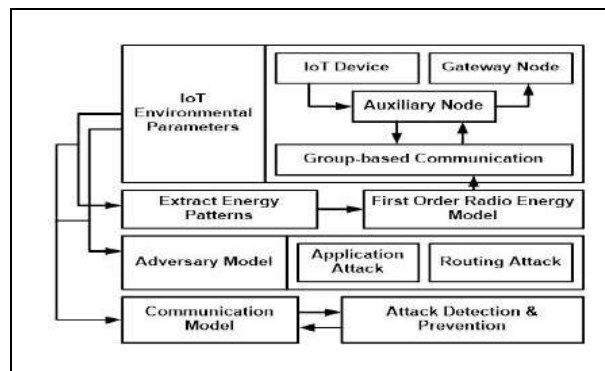 IoT Device
Gateway Node
IoT
Environmental
Parameters
Auxiliary Node
Group-based Communication
Extract Energy
Patterns
First Order Radio Energy
Model
Adversary Model
Application
Attack
Routing Attack
Communication
Model
Attack Detection &
Prevention